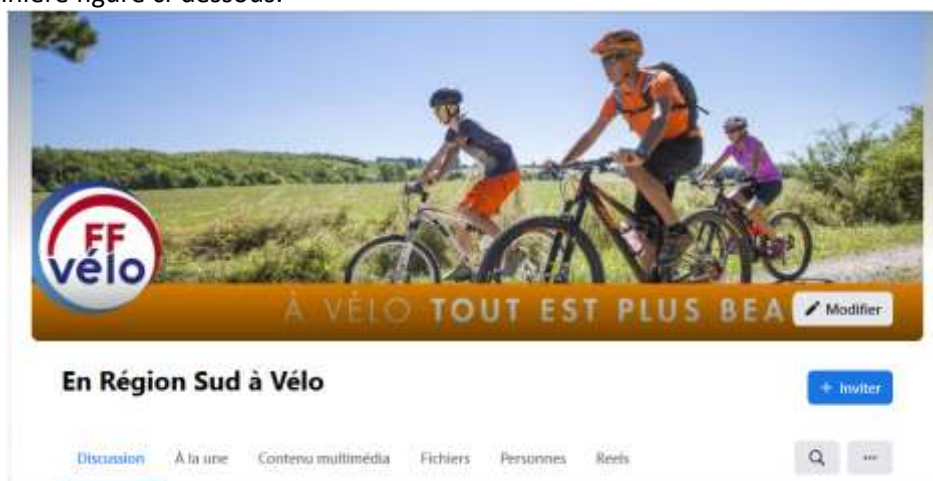 FF
vélo
À VÉLO TOUT EST PLUS BEA
Modifier
En Région Sud à Vélo
+ Inviter
Discussion À la une Contenu multimédia Fichiers Personnes Reels ...